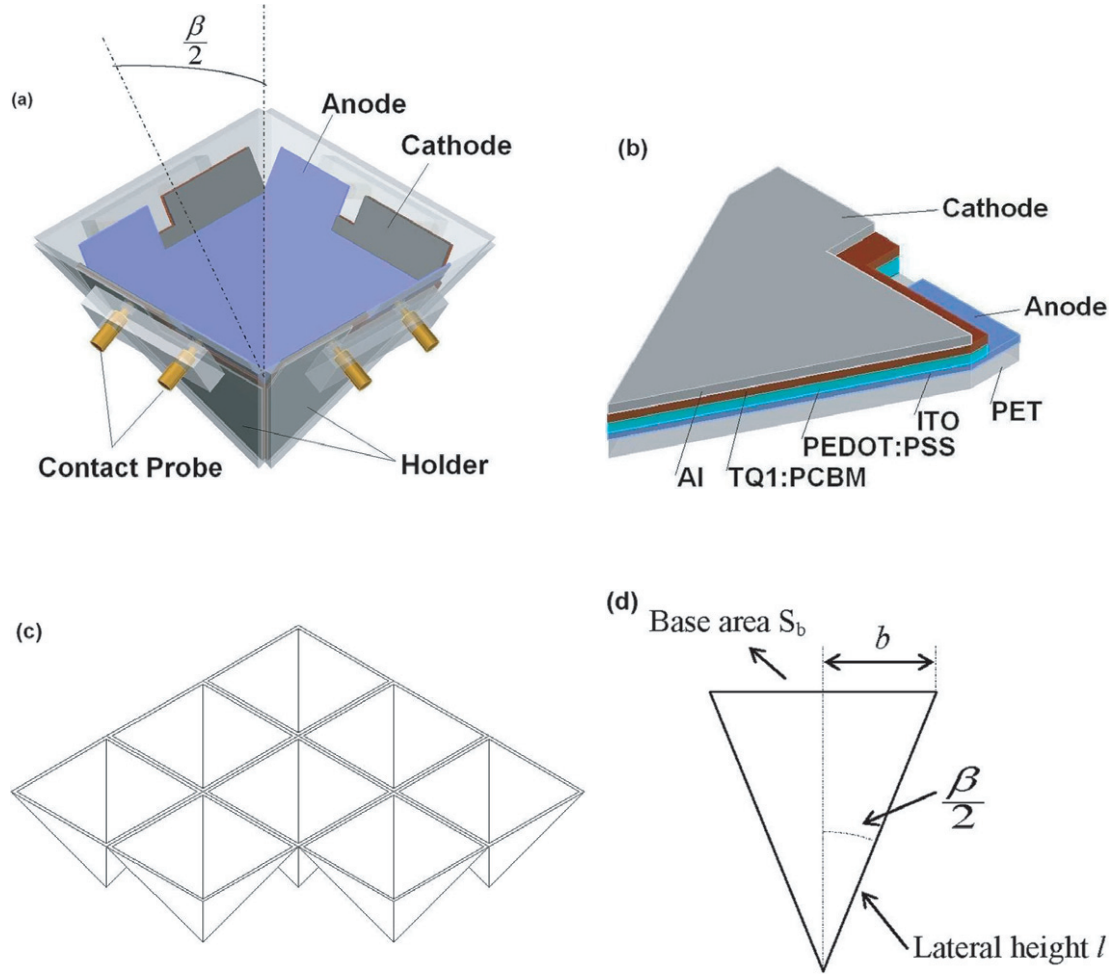 β
2
(a)
Anode
Cathode
Contact Probe
Holder
(b)
Cathode
Anode
PET
ITO
PEDOT:PSS
TQ1:PCBM
Al
(c)
(d)
Base area Sb
b
β
2
Lateral height l